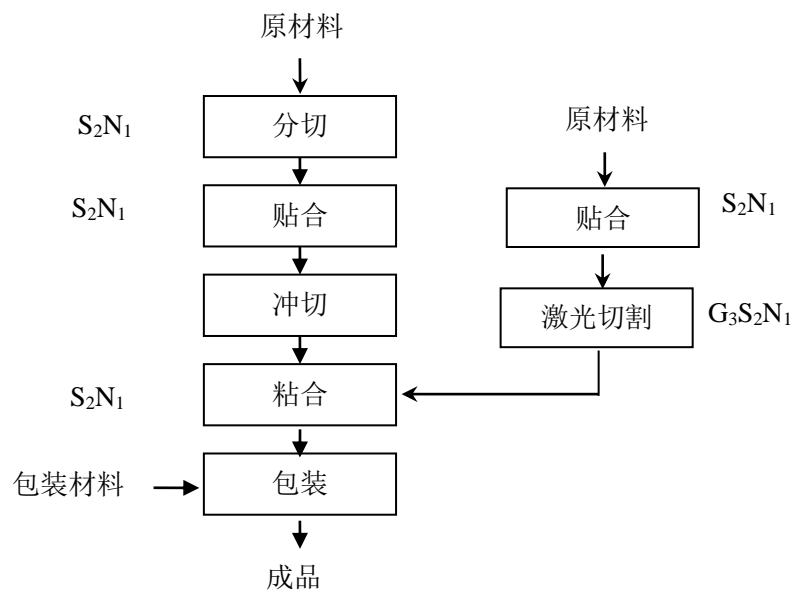 原材料
S₂N₁
分切
原材料
S₂N₁
贴合
贴合
S₂N₁
冲切
激光切割
G₃S₂N₁
S₂N₁
粘合
包装材料
包装
成品